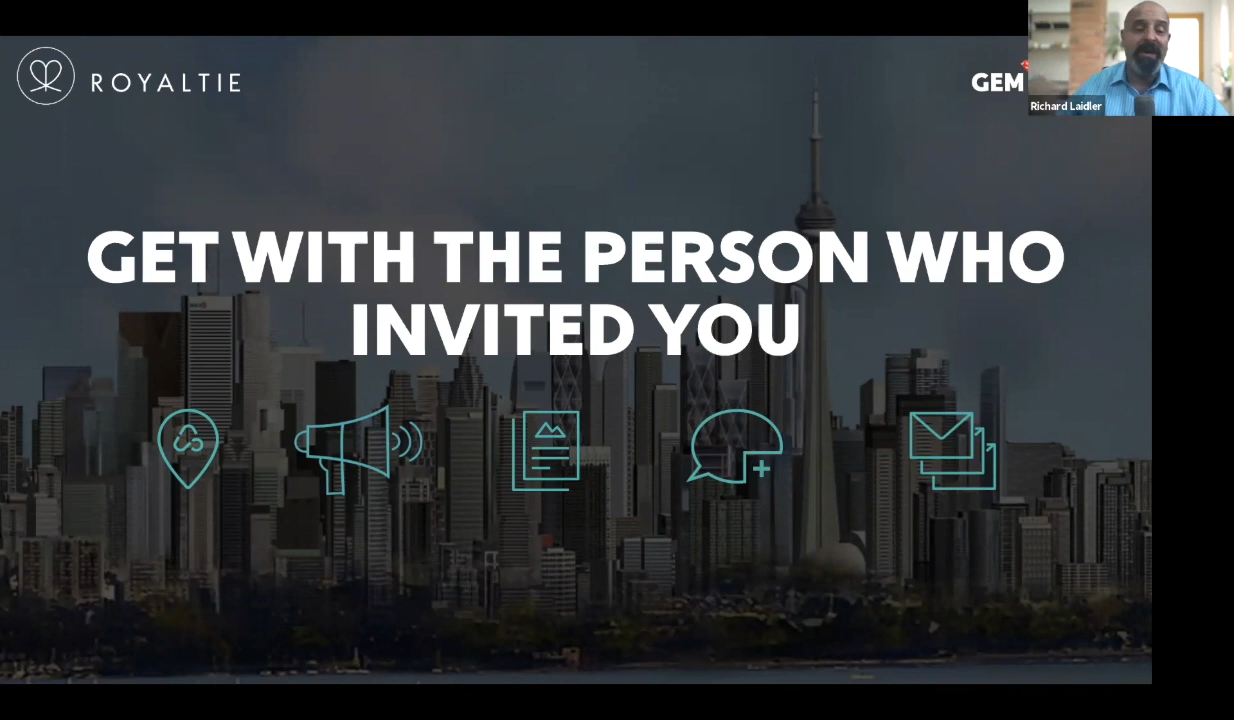 ROYALTIE
GEM
Richard Laidler
GET WITH THE PERSON WHO
INVITED YOU